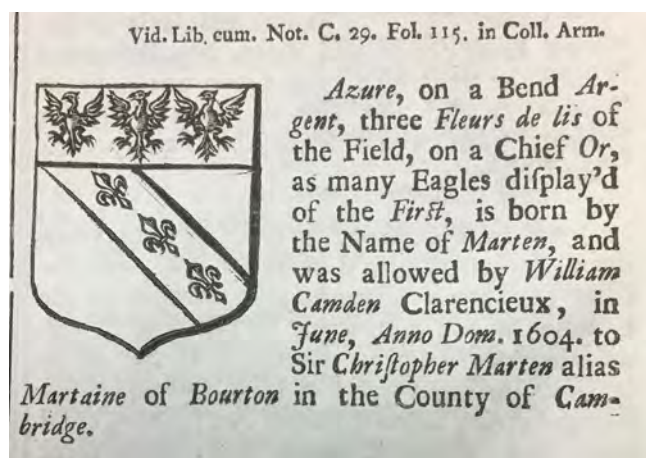 Vid. Lib. cum. Not. C. 29. Fol. 115. in Coll. Arm.
Azure, on a Bend Ar-
gent, three Fleurs de lis of
the Field, on a Chief Or,
as many Eagles diſplay'd
of the Firſt, is born by
the Name of Marten, and
was allowed by William
Camden Clarencieux, in
June, Anno Dom. 1604. to
Sir Chriſtopher Marten alias
Martaine of Bourton in the County of Cam-
bridge.